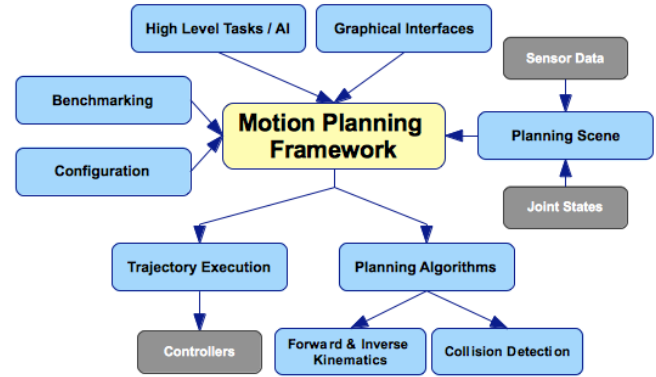 High Level Tasks / AI
Graphical Interfaces
Sensor Data
Benchmarking
Motion Planning
Framework
Planning Scene
Configuration
Joint States
Trajectory Execution
Planning Algorithms
Controllers
Forward & Inverse
Kinematics
Collision Detection